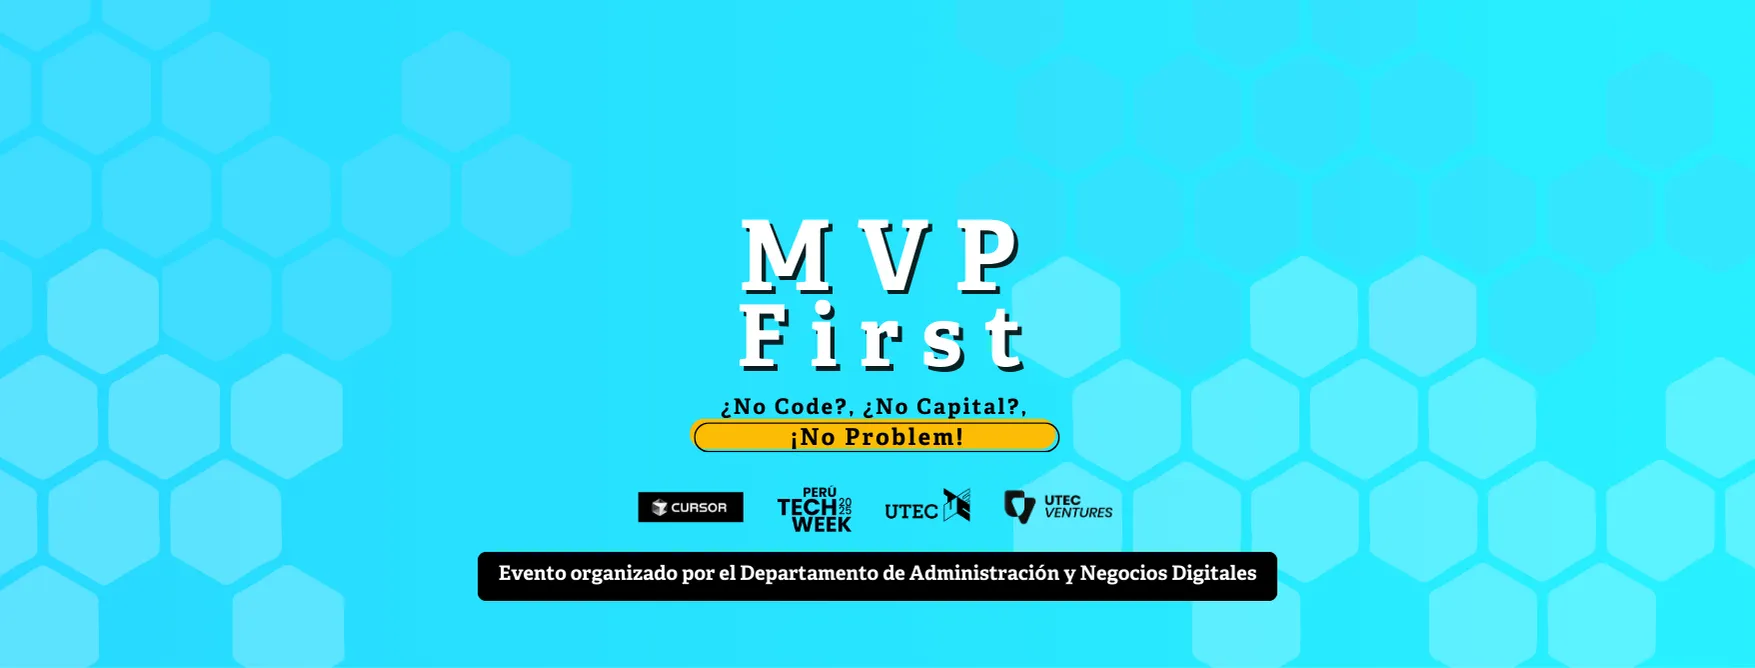 MVP
First
¿No Code?, ¿No Capital?,
¡No Problem!
CURSOR
PERÚ
TECH 2025
WEEK
UTEC
UTEC
VENTURES
Evento organizado por el Departamento de Administración y Negocios Digitales